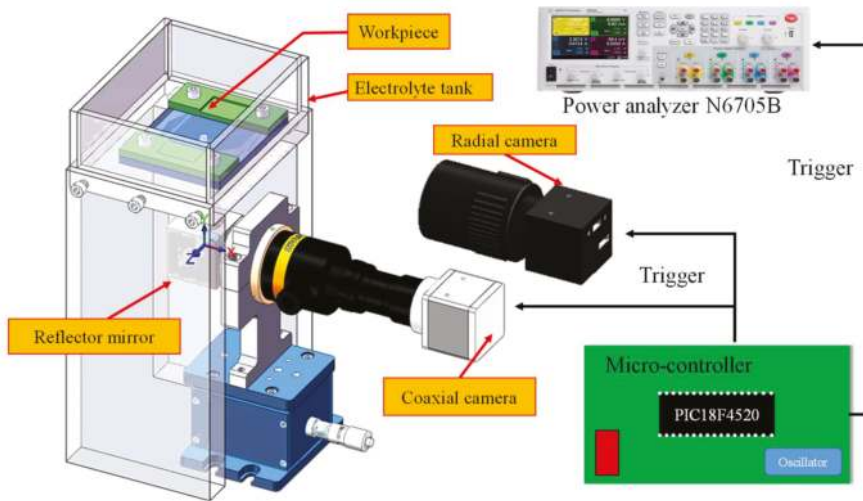 Workpiece
Electrolyte tank
Power analyzer N6705B
Radial camera
Trigger
Trigger
Reflector mirror
Coaxial camera
Micro-controller
PIC18F4520
Oscillator
Y
X
Z